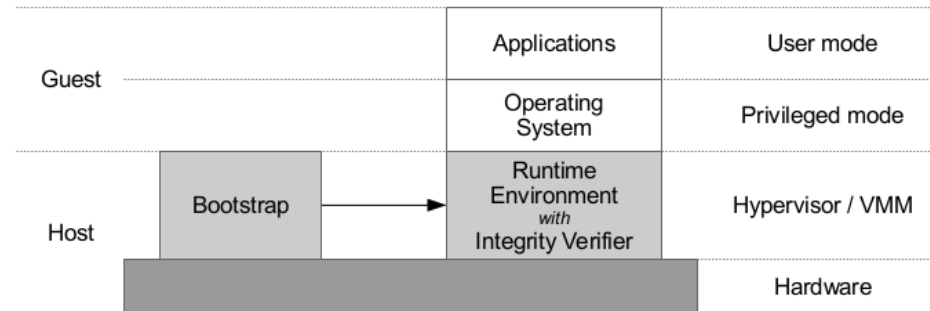 Applications
User mode
Guest
Operating
System
Privileged mode
Bootstrap
Runtime
Environment
with
Integrity Verifier
Hypervisor / VMM
Host
Hardware